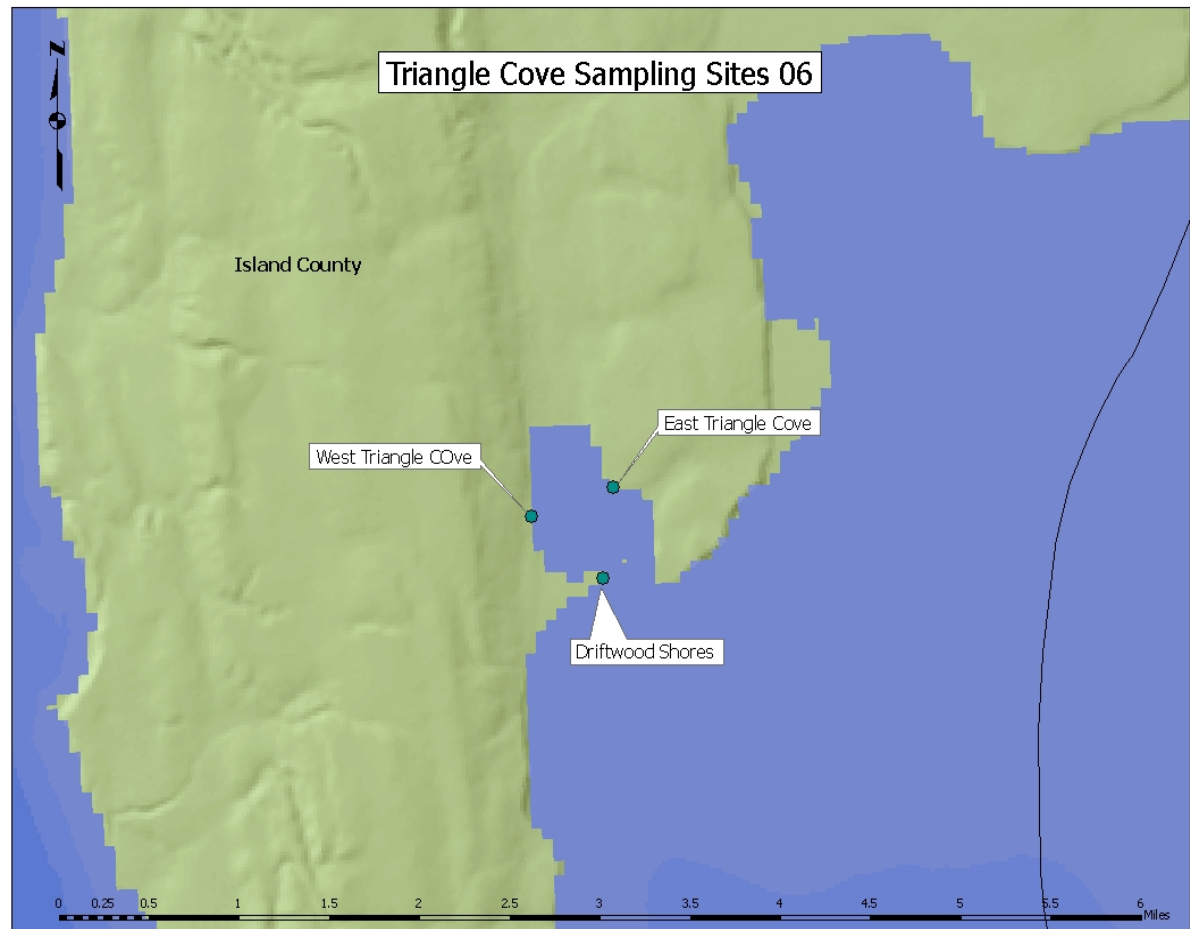 N
Triangle Cove Sampling Sites 06
Island County
East Triangle Cove
West Triangle COve
Driftwood Shores
0 0.25 0.5 1 1.5 2 2.5 3 3.5 4 4.5 5 5.5 6
Miles